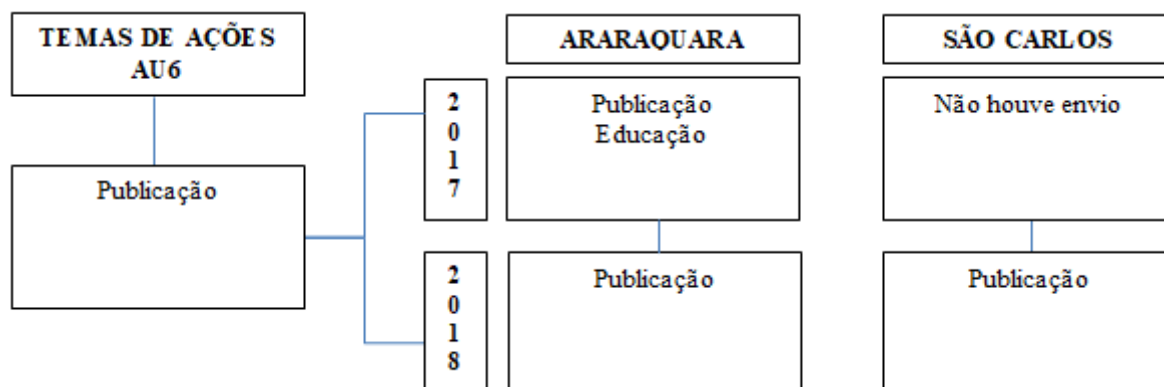 TEMAS DE AÇÕES
AU6
Publicação
ARARAQUARA
SÃO CARLOS
2
0
1
7
Publicação
Educação
Não houve envio
2
0
1
8
Publicação
Publicação